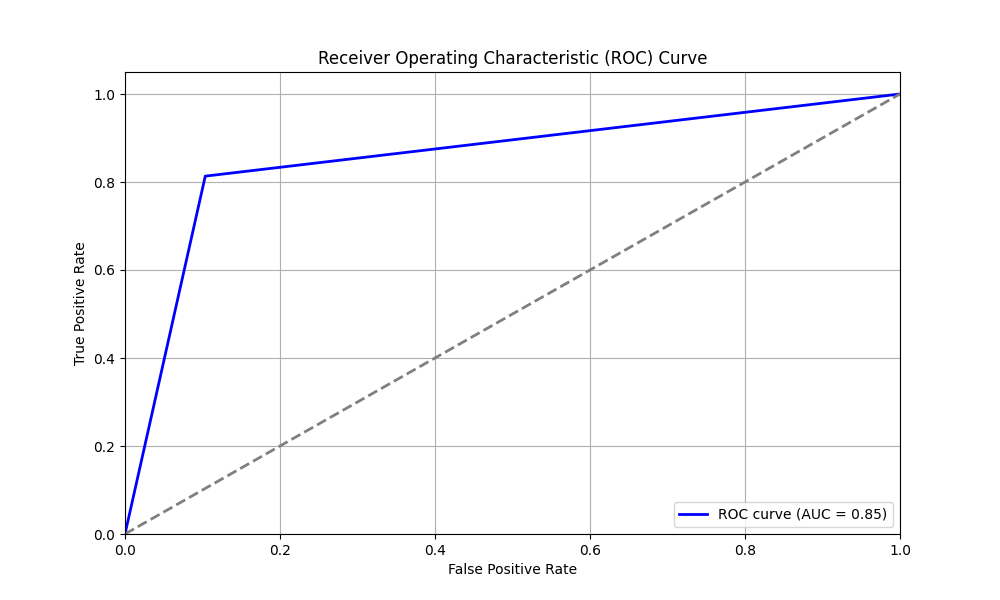 Receiver Operating Characteristic (ROC) Curve
1.0
0.8
0.6
0.4
0.2
0.0
True Positive Rate
ROC curve (AUC = 0.85)
0.0 0.2 0.4 0.6 0.8 1.0
False Positive Rate